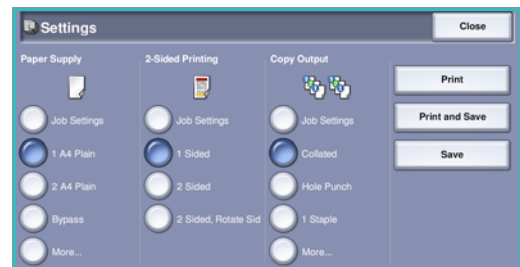 Settings
Close
Paper Supply
2-Sided Printing
Copy Output
Job Settings
1 A4 Plain
2 A4 Plain
Bypass
More...
Job Settings
1 Sided
2 Sided
2 Sided, Rotate Sid
Job Settings
Collated
Hole Punch
1 Staple
More...
Print
Print and Save
Save